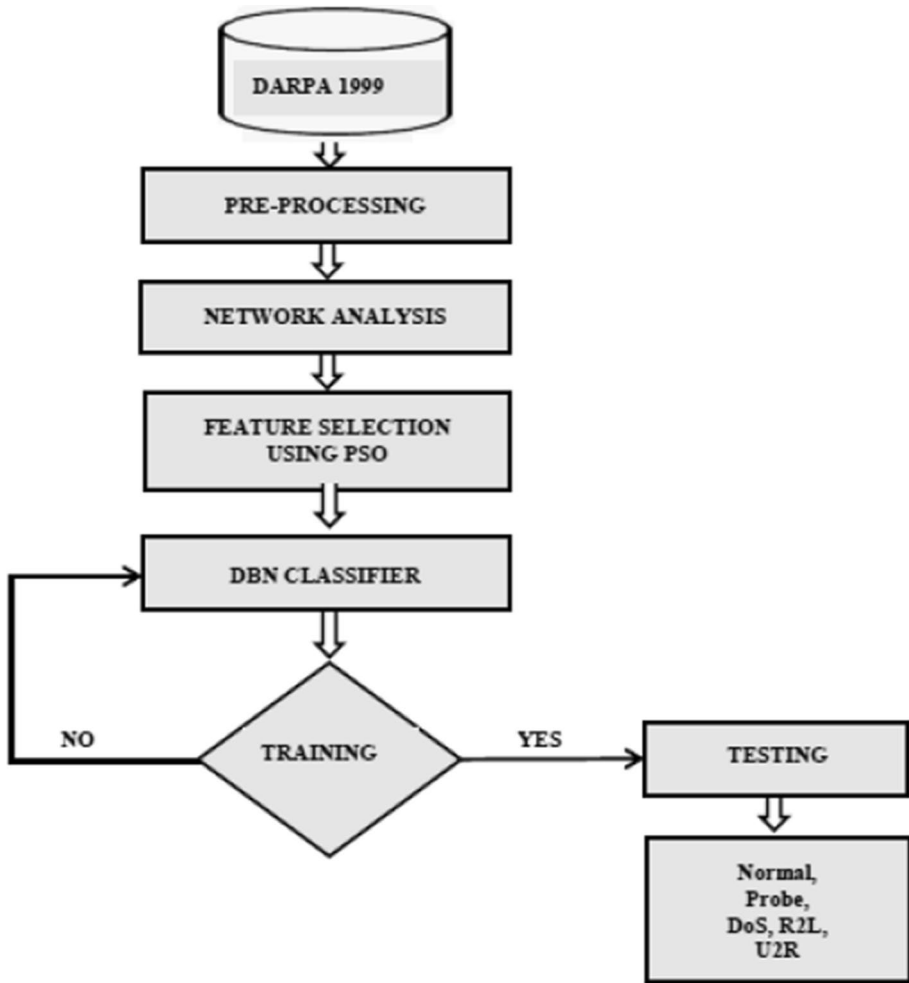 DARPA 1999
PRE-PROCESSING
NETWORK ANALYSIS
FEATURE SELECTION
USING PSO
DBN CLASSIFIER
NO
TRAINING
YES
TESTING
Normal,
Probe,
DoS, R2L,
U2R